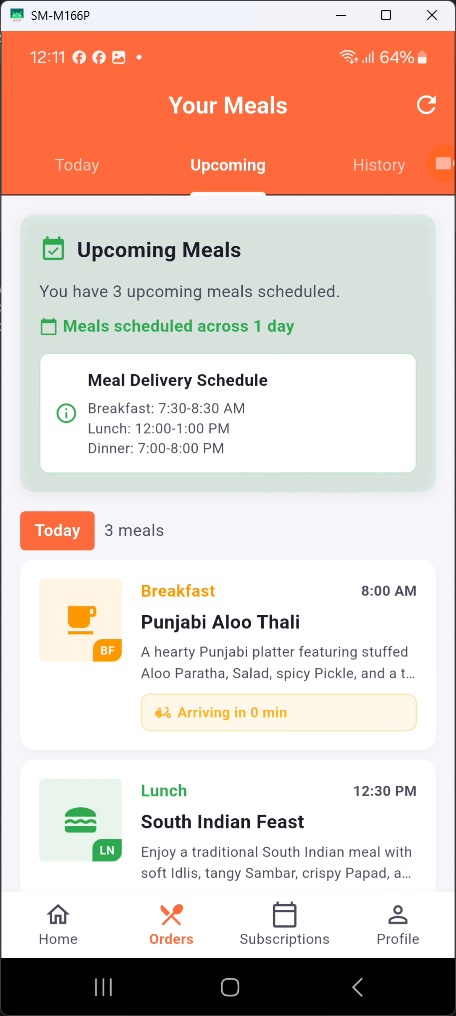 SM-M166P
12:11
64%
Your Meals
Today
Upcoming
History
Upcoming Meals
You have 3 upcoming meals scheduled.
Meals scheduled across 1 day
Meal Delivery Schedule
Breakfast: 7:30-8:30 AM
Lunch: 12:00-1:00 PM
Dinner: 7:00-8:00 PM
Today 3 meals
Breakfast 8:00 AM
Punjabi Aloo Thali
A hearty Punjabi platter featuring stuffed
Aloo Paratha, Salad, spicy Pickle, and a t...
BF
Arriving in 0 min
Lunch 12:30 PM
South Indian Feast
Enjoy a traditional South Indian meal with
soft Idlis, tangy Sambar, crispy Papad, a...
LN
Home
Orders
Subscriptions
Profile